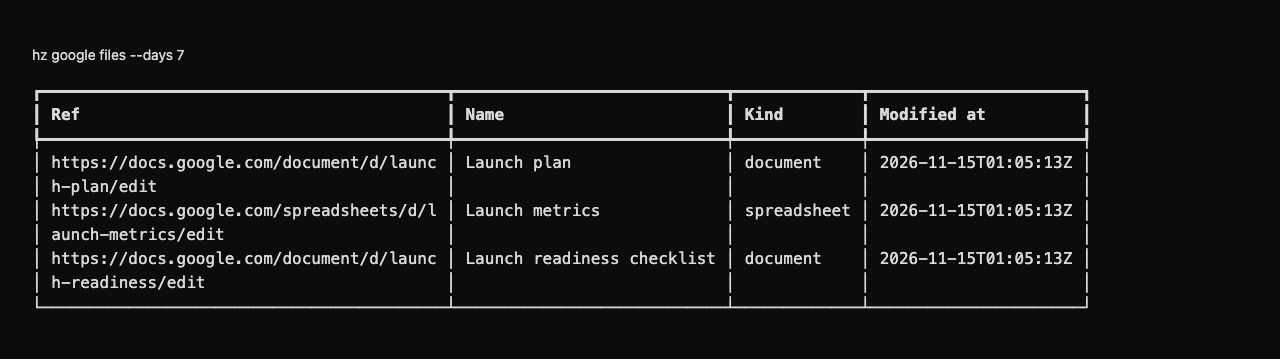 hz google files --days 7
Ref Name Kind Modified at
https://docs.google.com/document/d/launc Launch plan document 2026-11-15T01:05:13Z
h-plan/edit
https://docs.google.com/spreadsheets/d/l Launch metrics spreadsheet 2026-11-15T01:05:13Z
aunch-metrics/edit
https://docs.google.com/document/d/launc Launch readiness checklist document 2026-11-15T01:05:13Z
h-readiness/edit